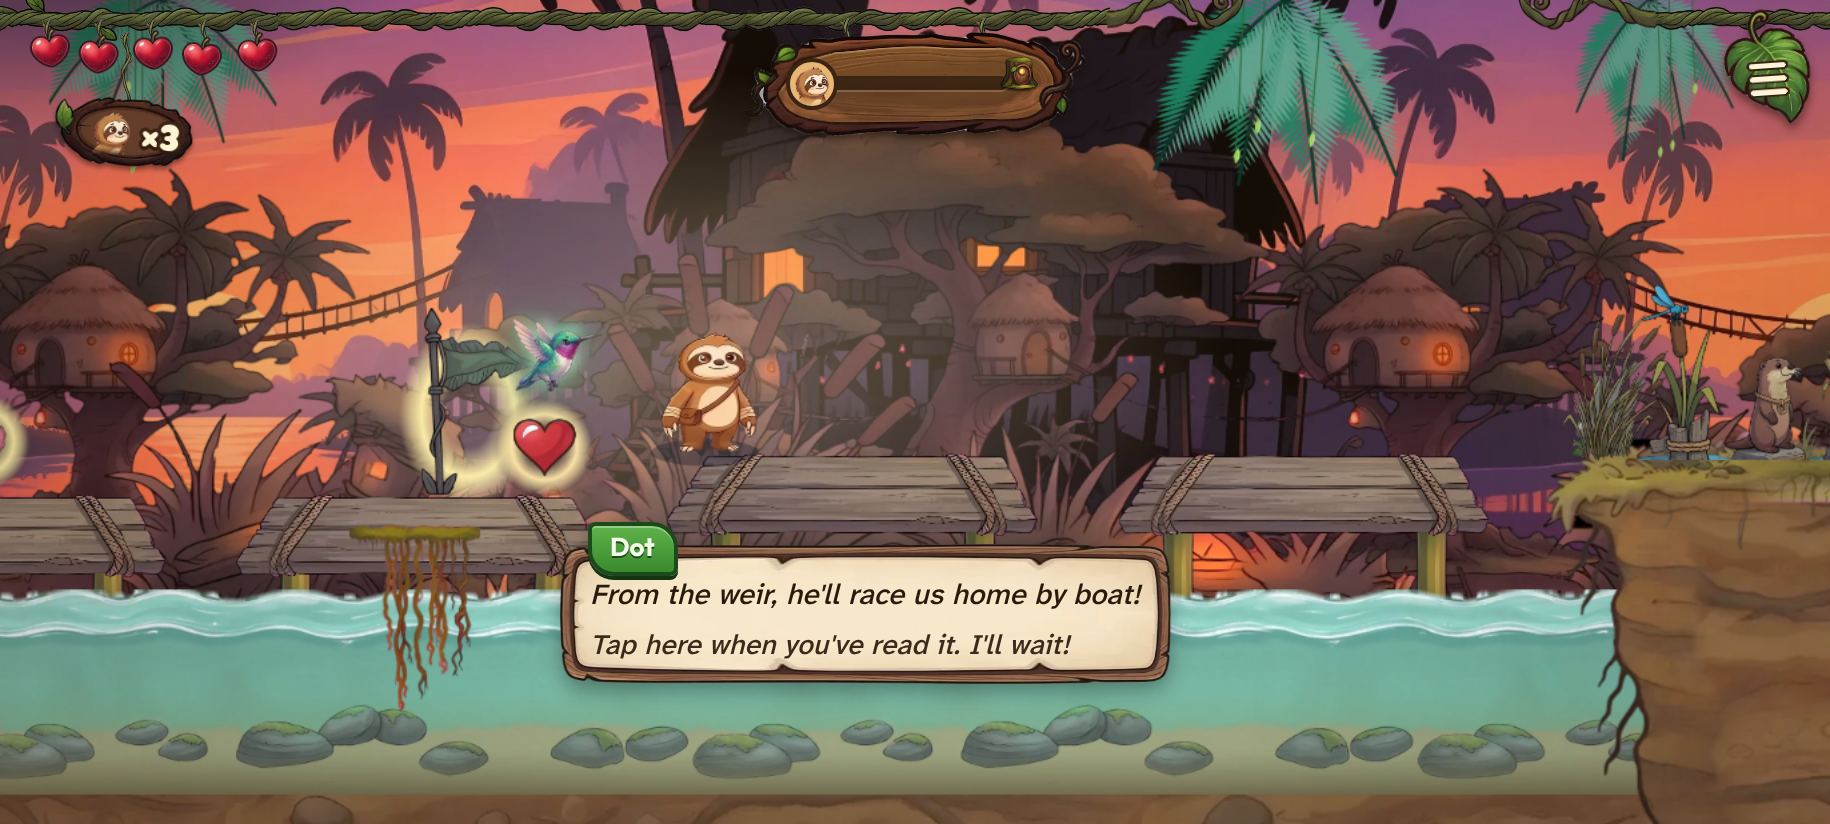 ×3
Dot
From the weir, he'll race us home by boat!
Tap here when you've read it. I'll wait!